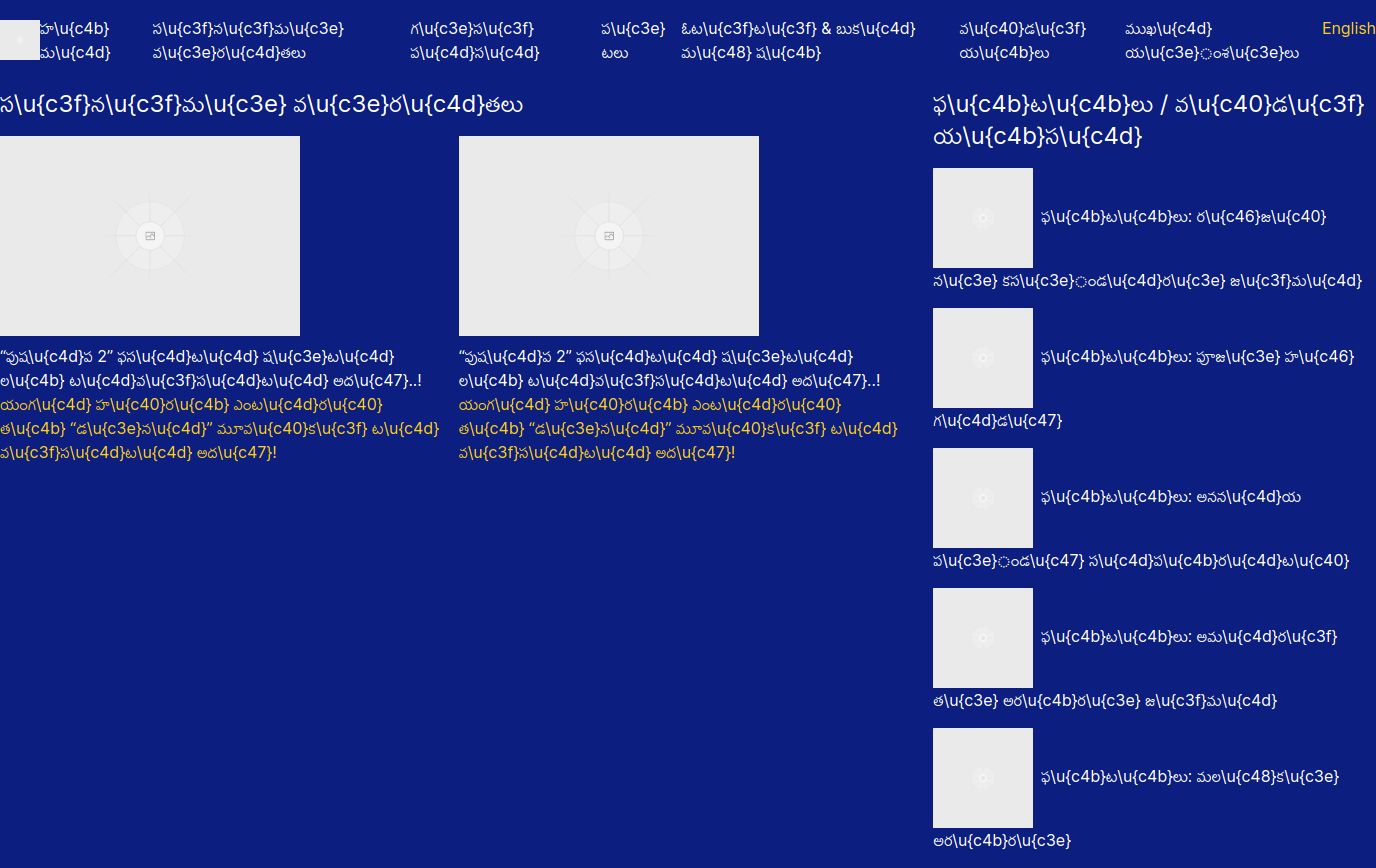 హ\u{c4b}
మ\u{c4d}
స\u{c3f}న\u{c3f}మ\u{c3e}
వ\u{c3e}ర\u{c4d}తలు
గ\u{c3e}స\u{c3f}
ప\u{c4d}స\u{c4d}
ప\u{c3e}
టలు
ఓట\u{c3f}ట\u{c3f} & బుక\u{c4d}
మ\u{c48} ష\u{c4b}
వ\u{c40}డ\u{c3f}
య\u{c4b}లు
ముఖ\u{c4d}
య\u{c3e}ంశ\u{c3e}లు
English
స\u{c3f}న\u{c3f}మ\u{c3e} వ\u{c3e}ర\u{c4d}తలు
“పుష\u{c4d}ప 2” ఫస\u{c4d}ట\u{c4d} ష\u{c3e}ట\u{c4d}
ల\u{c4b} ట\u{c4d}వ\u{c3f}స\u{c4d}ట\u{c4d} అద\u{c47}..!
యంగ\u{c4d} హ\u{c40}ర\u{c4b} ఎంట\u{c4d}ర\u{c40}
త\u{c4b} “డ\u{c3e}న\u{c4d}” మూవ\u{c40}క\u{c3f} ట\u{c4d}
వ\u{c3f}స\u{c4d}ట\u{c4d} అద\u{c47}!
“పుష\u{c4d}ప 2” ఫస\u{c4d}ట\u{c4d} ష\u{c3e}ట\u{c4d}
ల\u{c4b} ట\u{c4d}వ\u{c3f}స\u{c4d}ట\u{c4d} అద\u{c47}..!
యంగ\u{c4d} హ\u{c40}ర\u{c4b} ఎంట\u{c4d}ర\u{c40}
త\u{c4b} “డ\u{c3e}న\u{c4d}” మూవ\u{c40}క\u{c3f} ట\u{c4d}
వ\u{c3f}స\u{c4d}ట\u{c4d} అద\u{c47}!
ఫ\u{c4b}ట\u{c4b}లు / వ\u{c40}డ\u{c3f}
య\u{c4b}స\u{c4d}
ఫ\u{c4b}ట\u{c4b}లు: ర\u{c46}జ\u{c40}
న\u{c3e} కస\u{c3e}ండ\u{c4d}ర\u{c3e} జ\u{c3f}మ\u{c4d}
ఫ\u{c4b}ట\u{c4b}లు: పూజ\u{c3e} హ\u{c46}
గ\u{c4d}డ\u{c47}
ఫ\u{c4b}ట\u{c4b}లు: అనన\u{c4d}య
ప\u{c3e}ండ\u{c47} స\u{c4d}ప\u{c4b}ర\u{c4d}ట\u{c40}
ఫ\u{c4b}ట\u{c4b}లు: అమ\u{c4d}ర\u{c3f}
త\u{c3e} అర\u{c4b}ర\u{c3e} జ\u{c3f}మ\u{c4d}
ఫ\u{c4b}ట\u{c4b}లు: మల\u{c48}క\u{c3e}
అర\u{c4b}ర\u{c3e}